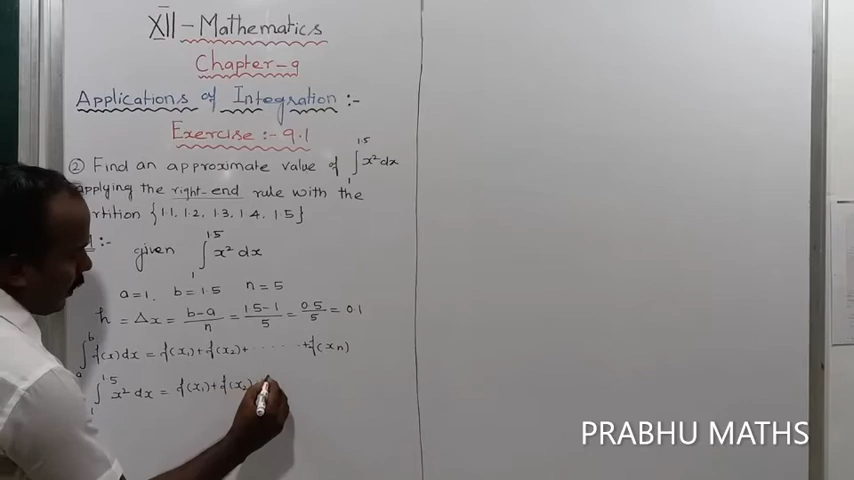 XII - Mathematics
Chapter-9
Applications of Integration :-
Exercise :- 9.1
② Find an approximate value of ∫₁^1.5 x² dx
applying the right-end rule with the
partition {1.1, 1.2, 1.3, 1.4, 1.5}
:-
given ∫₁^1.5 x² dx
a=1. b=1.5 n=5
h = Δx = b-a/n = 1.5-1/5 = 0.5/5 = 0.1
∫ₐ^b f(x)dx = f(x₁)+f(x₂)+ ...... +f(xn)
∫₁^1.5 x² dx = f(x₁)+f(x₂)
PRABHU MATHS